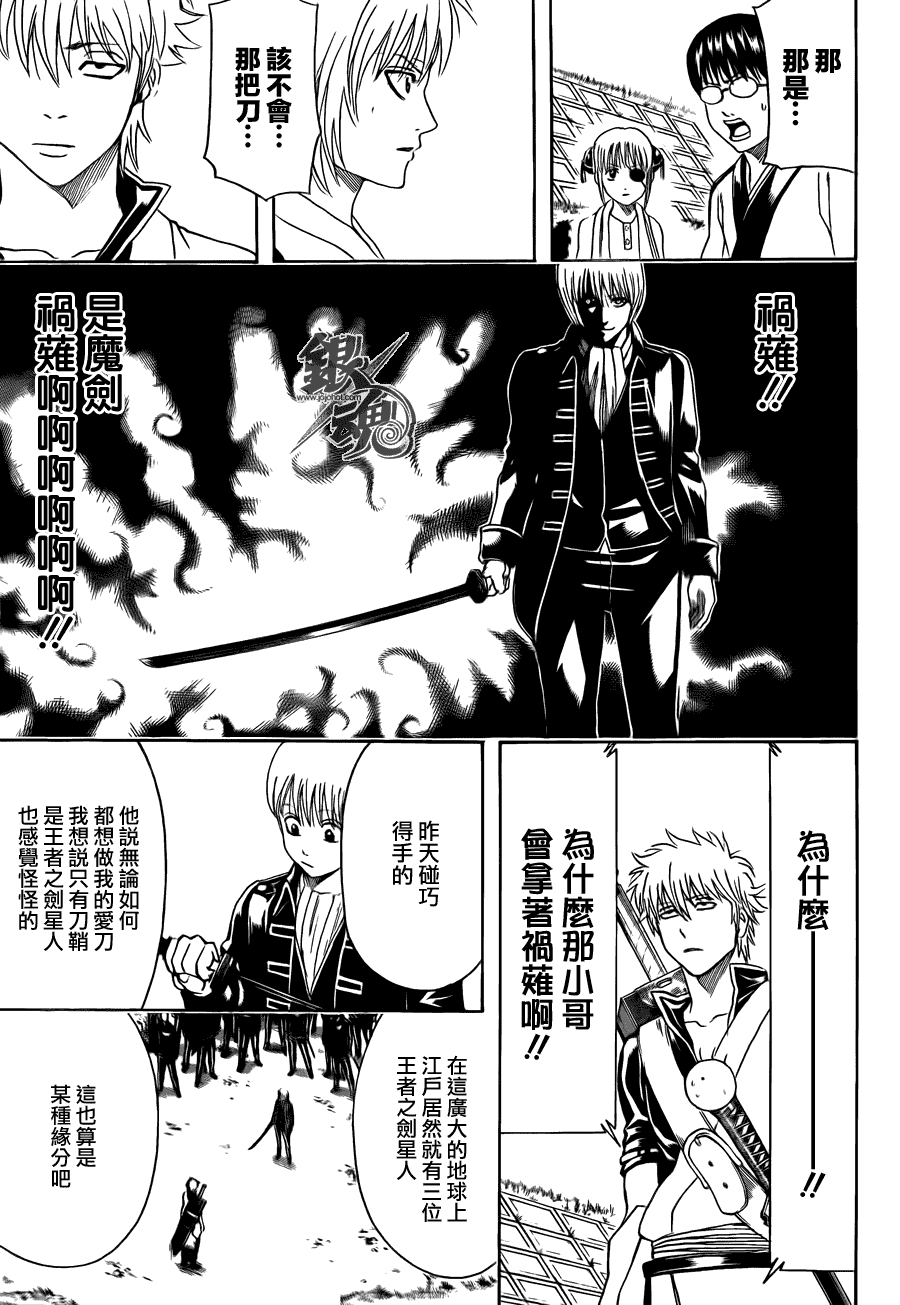 那
那是⋯
該不會⋯
那把刀⋯
禍薙!!
銀魂
www.jojohot.com
是魔劍
禍薙啊啊啊啊啊啊!!
為什麼——!!
為什麼那小哥
會拿著禍薙啊!!
昨天碰巧
得手的
他說無論如何
都想做我的愛刀
我想說只有刀鞘
是王者之劍星人
也感覺怪怪的
在這廣大的地球上
江戶居然就有三位
王者之劍星人
這也算是
某種緣分吧